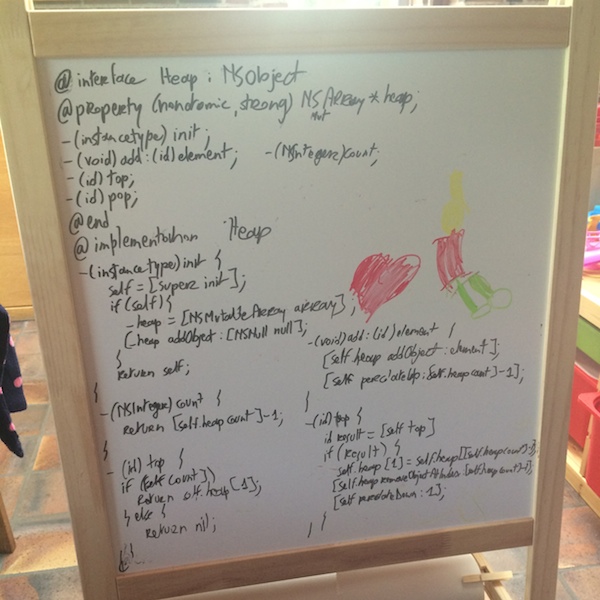 @interface Heap : NSObject
@property (nonatomic, strong) NSMutArray * heap;
-(instancetype) init;
-(void) add:(id) element; -(NSInteger) count;
-(id) top;
-(id) pop;
@end
@implementation Heap
-(instancetype) init {
self = [super init];
if (self) {
_heap = [NSMutableArray array];
[_heap addObject:[NSNull null];
}
return self;
}
-(NSInteger) count {
return [self.heap count]-1;
}
-(id) top {
if (self count]) {
return self.heap[1];
} else {
return nil;
}
-(void) add:(id) element {
[self.heap addObject:element];
[self percolateUp:[self.heap count]-1];
}
-(id) pop {
id result = [self top]
if (result) {
self.heap [1] = self.heap[[self.heap count]-1];
[self.heap removeObjectAtIndex:[self.heap count]-1];
[self percolateDown:1];
} }